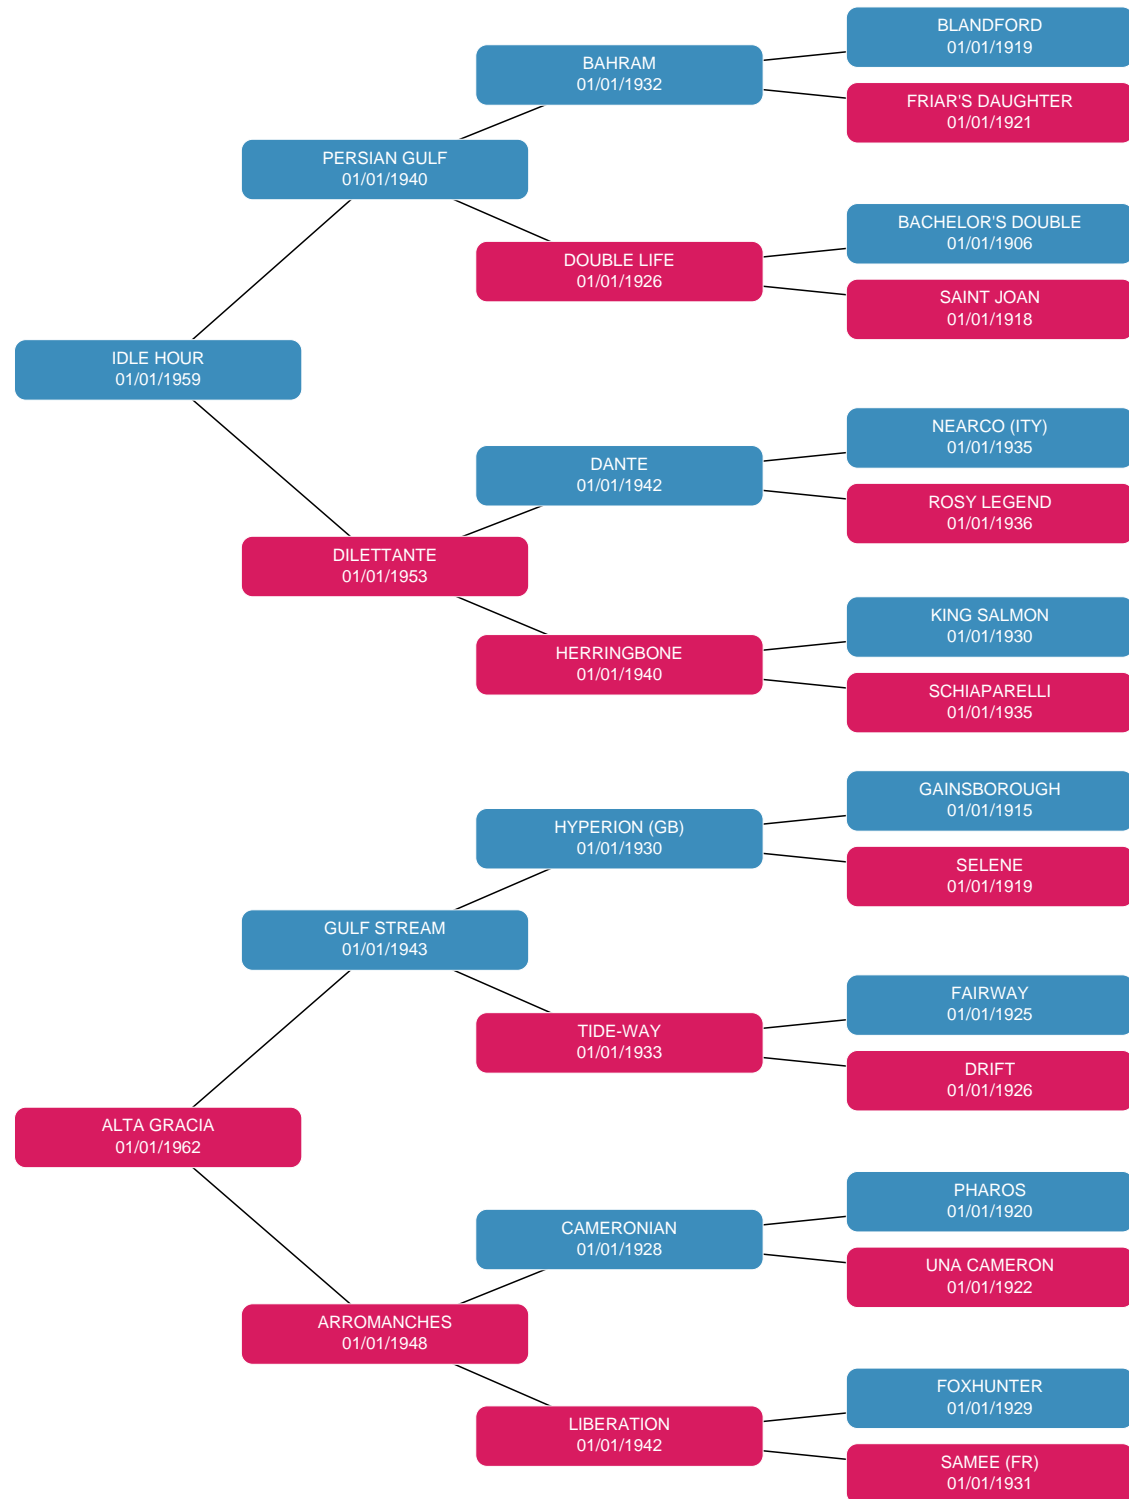 BLANDFORD
01/01/1919
BAHRAM
01/01/1932
FRIAR'S DAUGHTER
01/01/1921
PERSIAN GULF
01/01/1940
BACHELOR'S DOUBLE
01/01/1906
DOUBLE LIFE
01/01/1926
SAINT JOAN
01/01/1918
IDLE HOUR
01/01/1959
NEARCO (ITY)
01/01/1935
DANTE
01/01/1942
ROSY LEGEND
01/01/1936
DILETTANTE
01/01/1953
KING SALMON
01/01/1930
HERRINGBONE
01/01/1940
SCHIAPARELLI
01/01/1935
GAINSBOROUGH
01/01/1915
HYPERION (GB)
01/01/1930
SELENE
01/01/1919
GULF STREAM
01/01/1943
FAIRWAY
01/01/1925
TIDE-WAY
01/01/1933
DRIFT
01/01/1926
ALTA GRACIA
01/01/1962
PHAROS
01/01/1920
CAMERONIAN
01/01/1928
UNA CAMERON
01/01/1922
ARROMANCHES
01/01/1948
FOXHUNTER
01/01/1929
LIBERATION
01/01/1942
SAMEE (FR)
01/01/1931